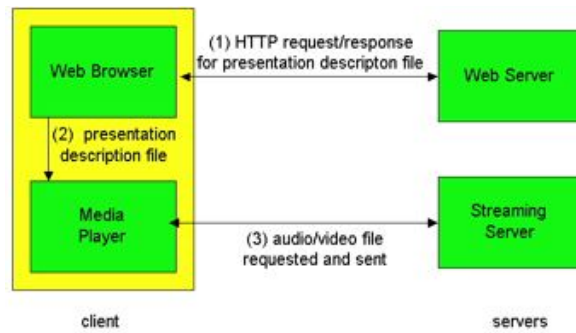 (1) HTTP request/response
for presentation descripton file
Web Browser
Web Server
(2) presentation
description file
Media
Player
Streaming
Server
(3) audio/video file
requested and sent
client
servers